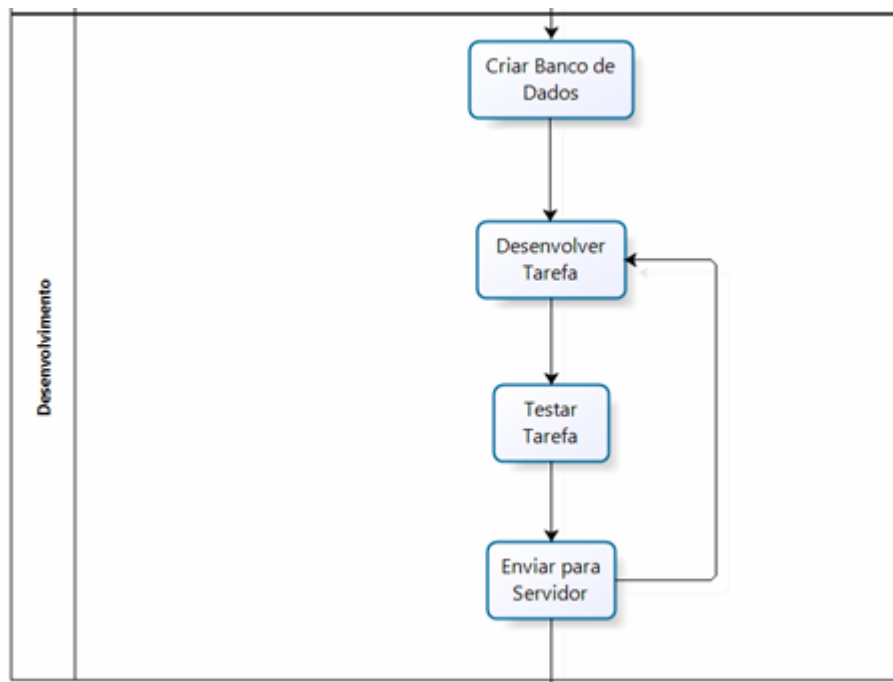 Criar Banco de
Dados
Desenvolver
Tarefa
Desenvolvimento
Testar
Tarefa
Enviar para
Servidor